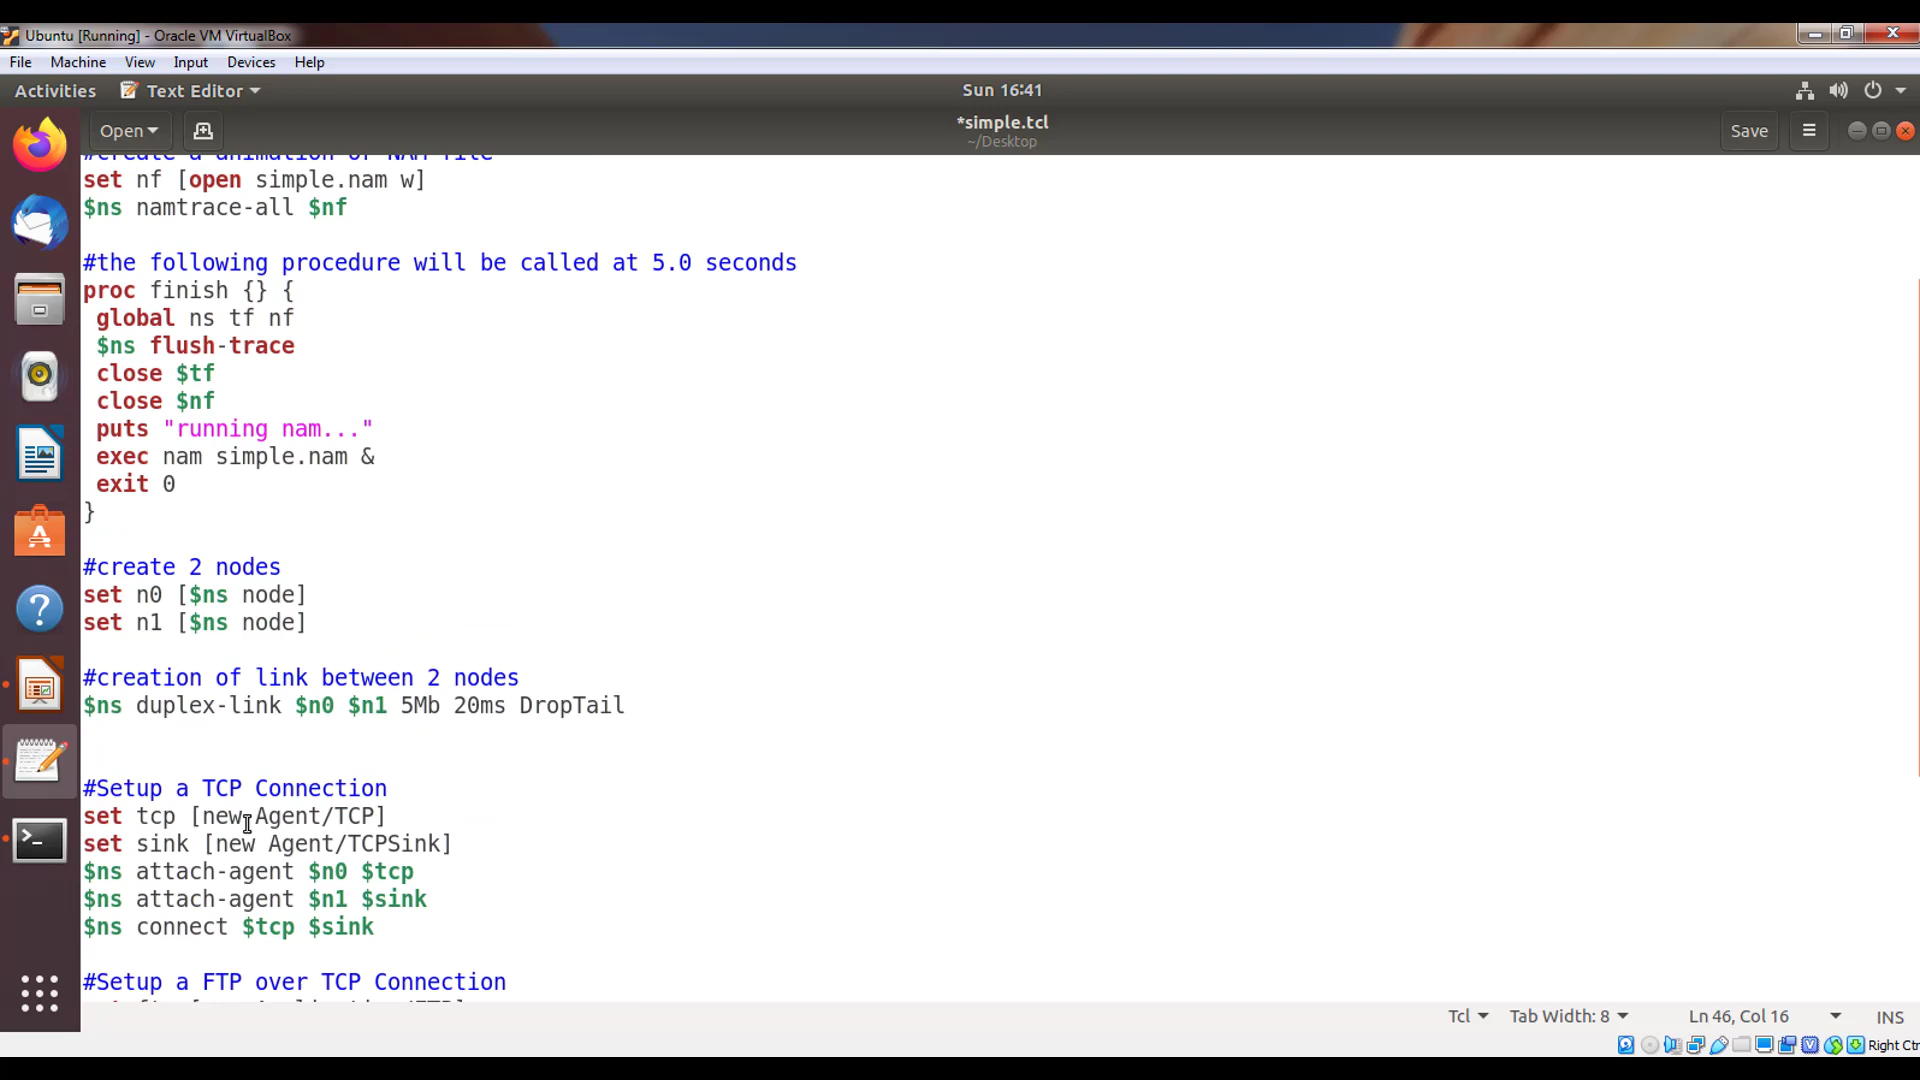 Ubuntu [Running] - Oracle VM VirtualBox
File Machine View Input Devices Help
Activities Text Editor Sun 16:41
Open *simple.tcl Save
~/Desktop
#create a animation or NAM file
set nf [open simple.nam w]
$ns namtrace-all $nf
#the following procedure will be called at 5.0 seconds
proc finish {} {
global ns tf nf
$ns flush-trace
close $tf
close $nf
puts "running nam..."
exec nam simple.nam &
exit 0
}
#create 2 nodes
set n0 [$ns node]
set n1 [$ns node]
#creation of link between 2 nodes
$ns duplex-link $n0 $n1 5Mb 20ms DropTail
#Setup a TCP Connection
set tcp [new Agent/TCP]
set sink [new Agent/TCPSink]
$ns attach-agent $n0 $tcp
$ns attach-agent $n1 $sink
$ns connect $tcp $sink
#Setup a FTP over TCP Connection
Tcl Tab Width: 8 Ln 46, Col 16 INS
Right Ctr